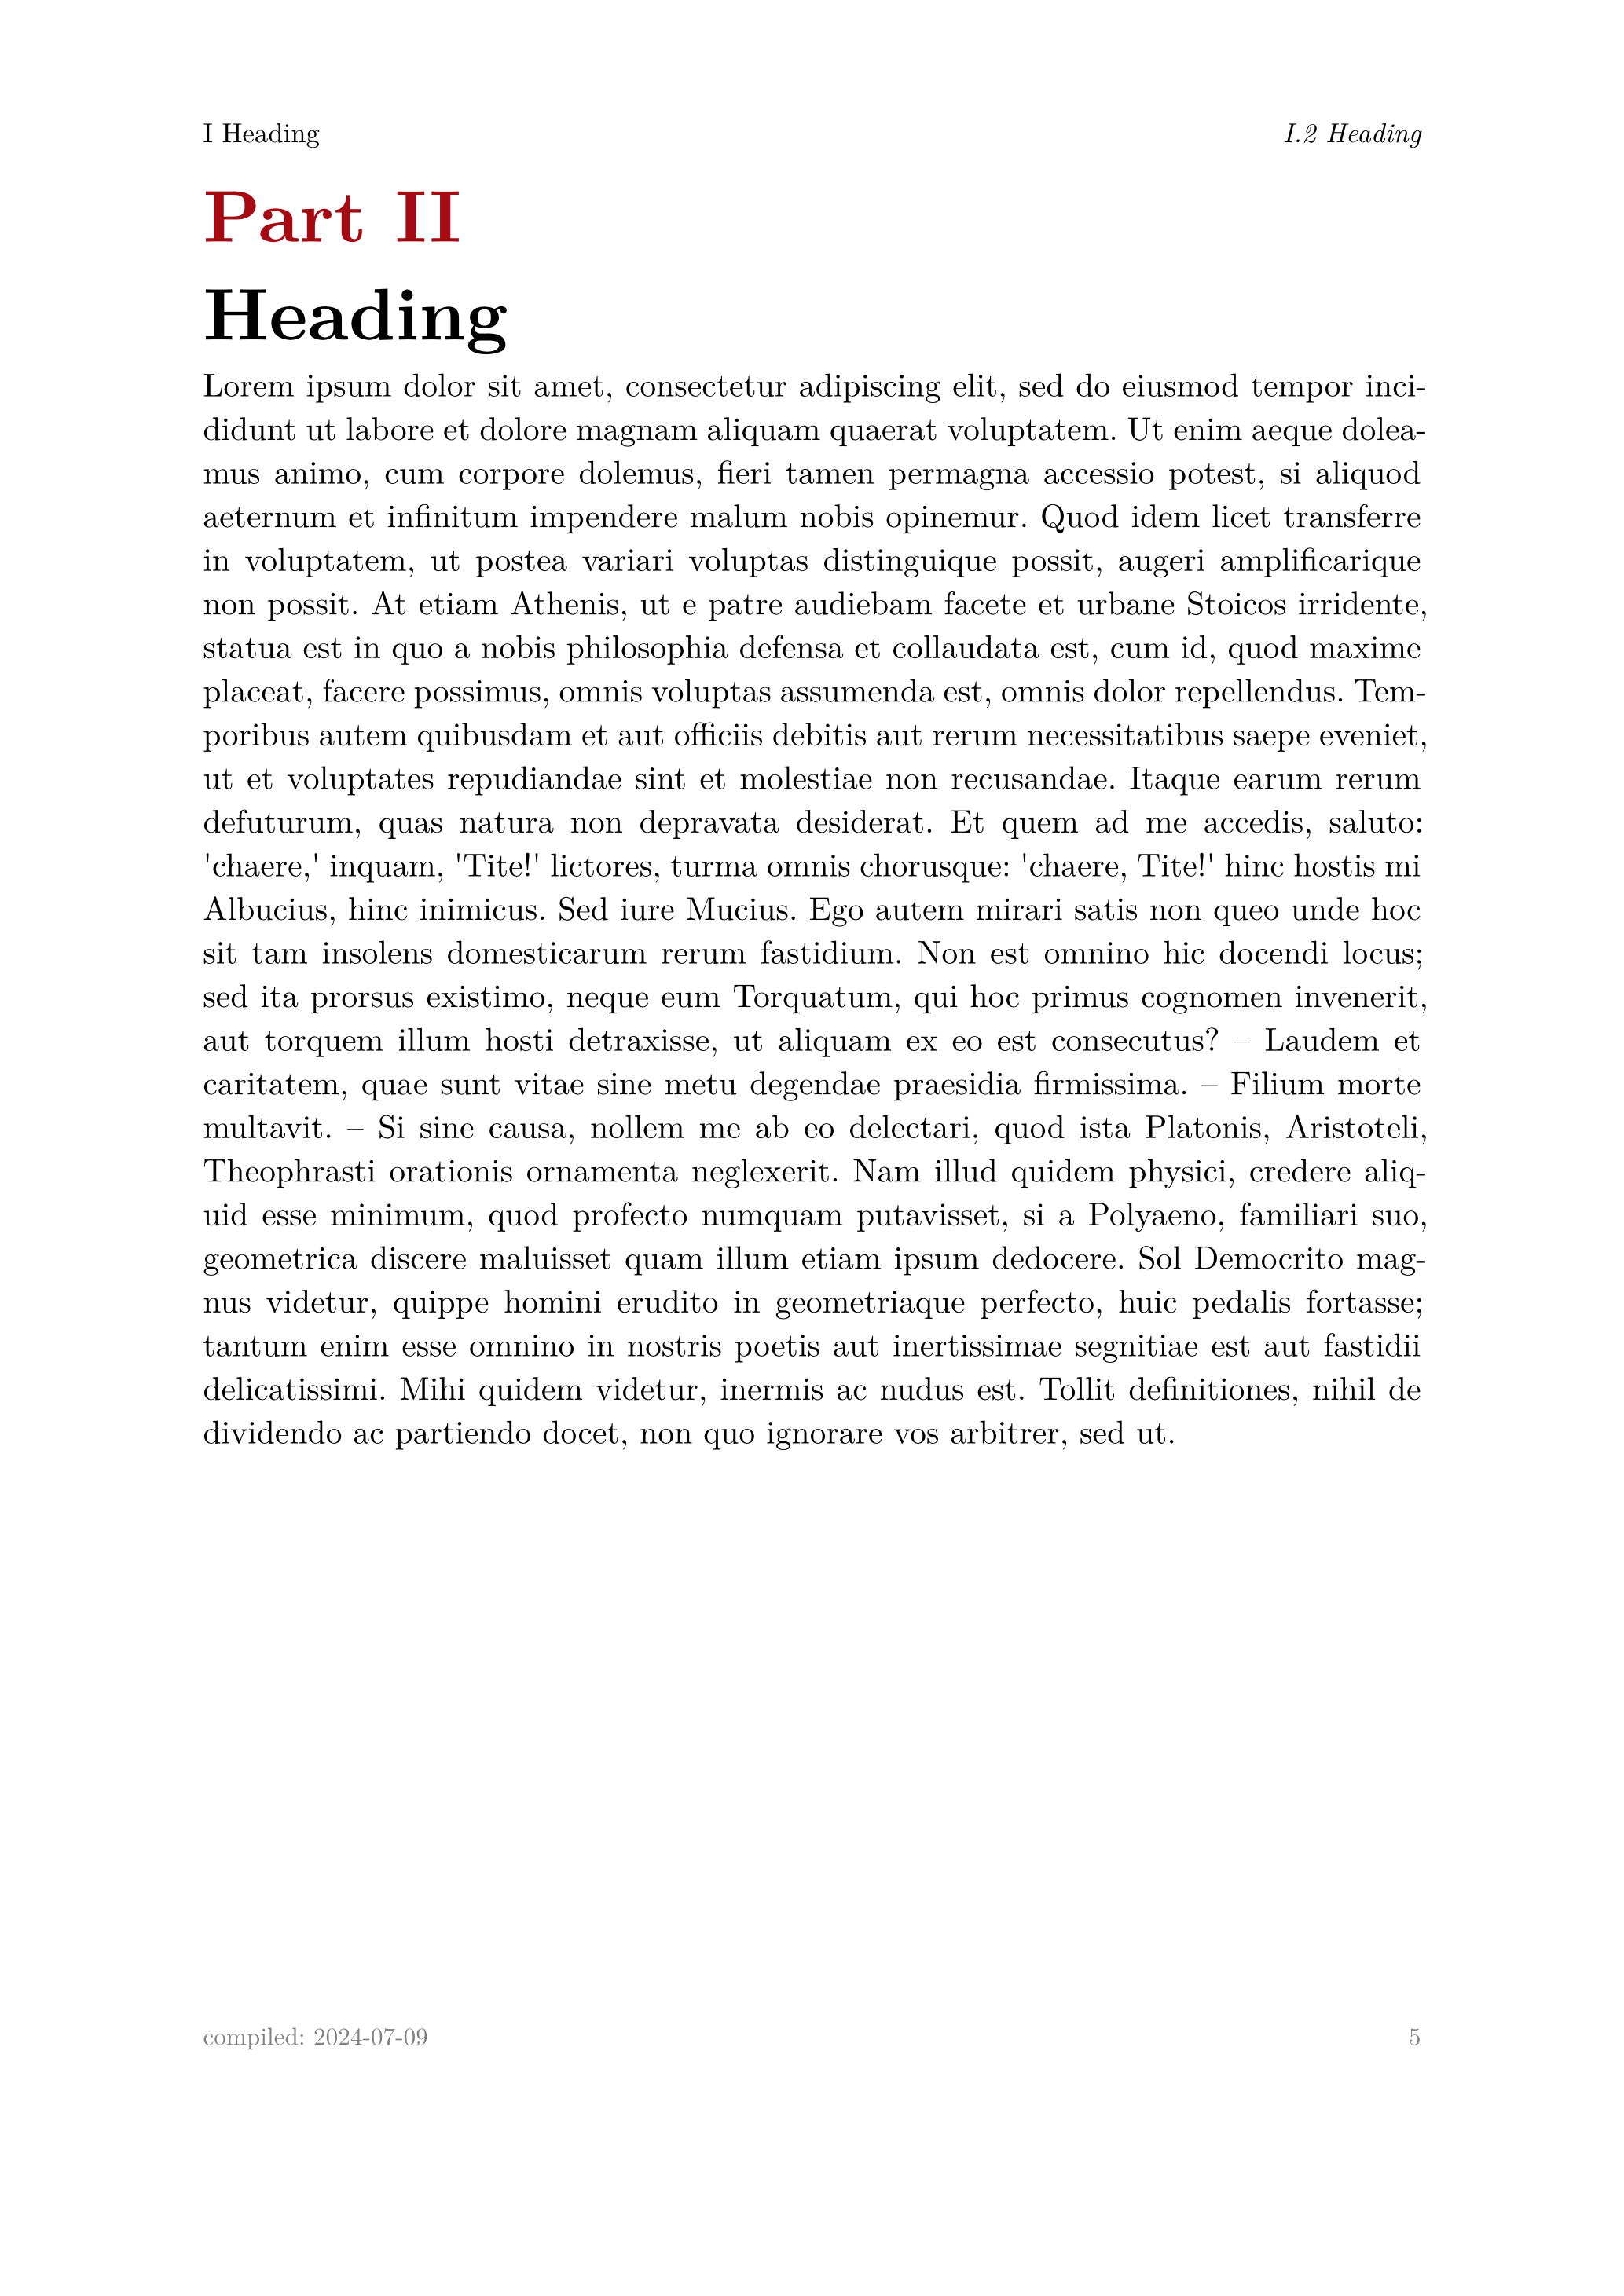 I Heading I.2 Heading
Part II
Heading
Lorem ipsum dolor sit amet, consectetur adipiscing elit, sed do eiusmod tempor inci-
didunt ut labore et dolore magnam aliquam quaerat voluptatem. Ut enim aeque dolea-
mus animo, cum corpore dolemus, fieri tamen permagna accessio potest, si aliquod
aeternum et infinitum impendere malum nobis opinemur. Quod idem licet transferre
in voluptatem, ut postea variari voluptas distinguique possit, augeri amplificarique
non possit. At etiam Athenis, ut e patre audiebam facete et urbane Stoicos irridente,
statua est in quo a nobis philosophia defensa et collaudata est, cum id, quod maxime
placeat, facere possimus, omnis voluptas assumenda est, omnis dolor repellendus. Tem-
poribus autem quibusdam et aut officiis debitis aut rerum necessitatibus saepe eveniet,
ut et voluptates repudiandae sint et molestiae non recusandae. Itaque earum rerum
defuturum, quas natura non depravata desiderat. Et quem ad me accedis, saluto:
'chaere,' inquam, 'Tite!' lictores, turma omnis chorusque: 'chaere, Tite!' hinc hostis mi
Albucius, hinc inimicus. Sed iure Mucius. Ego autem mirari satis non queo unde hoc
sit tam insolens domesticarum rerum fastidium. Non est omnino hic docendi locus;
sed ita prorsus existimo, neque eum Torquatum, qui hoc primus cognomen invenerit,
aut torquem illum hosti detraxisse, ut aliquam ex eo est consecutus? – Laudem et
caritatem, quae sunt vitae sine metu degendae praesidia firmissima. – Filium morte
multavit. – Si sine causa, nollem me ab eo delectari, quod ista Platonis, Aristoteli,
Theophrasti orationis ornamenta neglexerit. Nam illud quidem physici, credere aliq-
uid esse minimum, quod profecto numquam putavisset, si a Polyaeno, familiari suo,
geometrica discere maluisset quam illum etiam ipsum dedocere. Sol Democrito mag-
nus videtur, quippe homini erudito in geometriaque perfecto, huic pedalis fortasse;
tantum enim esse omnino in nostris poetis aut inertissimae segnitiae est aut fastidii
delicatissimi. Mihi quidem videtur, inermis ac nudus est. Tollit definitiones, nihil de
dividendo ac partiendo docet, non quo ignorare vos arbitrer, sed ut.
compiled: 2024-07-09 5